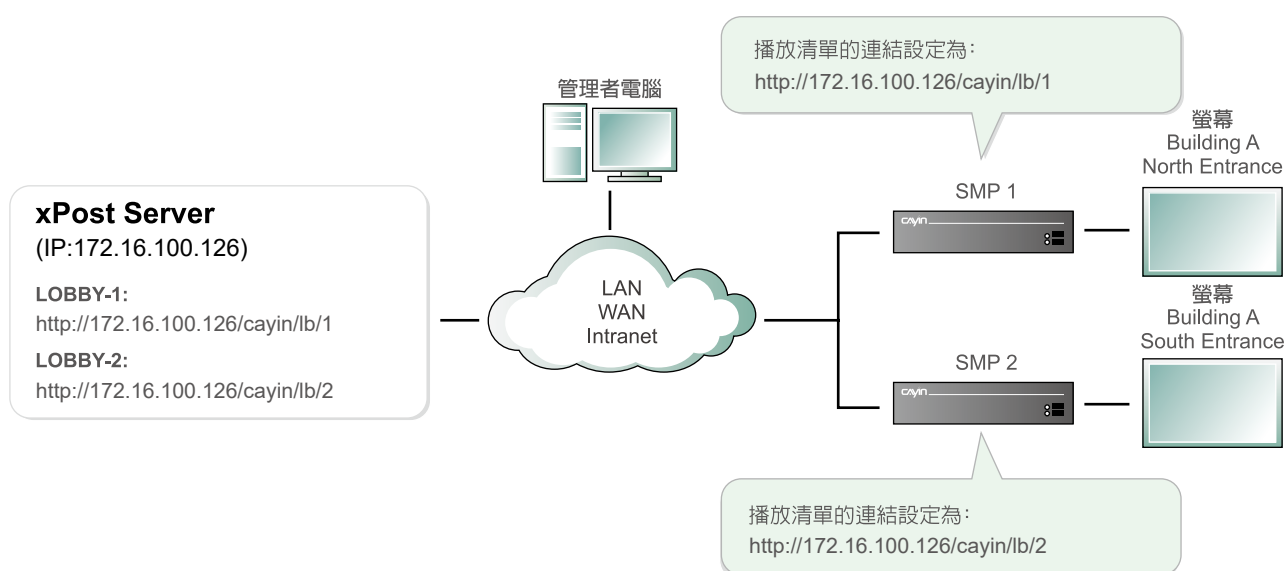 xPost Server
(IP:172.16.100.126)
LOBBY-1:
http://172.16.100.126/cayin/lb/1
LOBBY-2:
http://172.16.100.126/cayin/lb/2
管理者電腦
LAN
WAN
Intranet
播放清單的連結設定為:
http://172.16.100.126/cayin/lb/1
SMP 1
CAYIN
螢幕
Building A
North Entrance
SMP 2
CAYIN
螢幕
Building A
South Entrance
播放清單的連結設定為:
http://172.16.100.126/cayin/lb/2